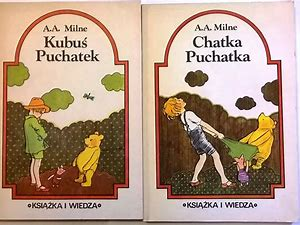 A.A. Milne
Kubuś
Puchatek
•KSIĄŻKA I WIEDZA•
A.A. Milne
Chatka
Puchatka
•KSIĄŻKA I WIEDZA•